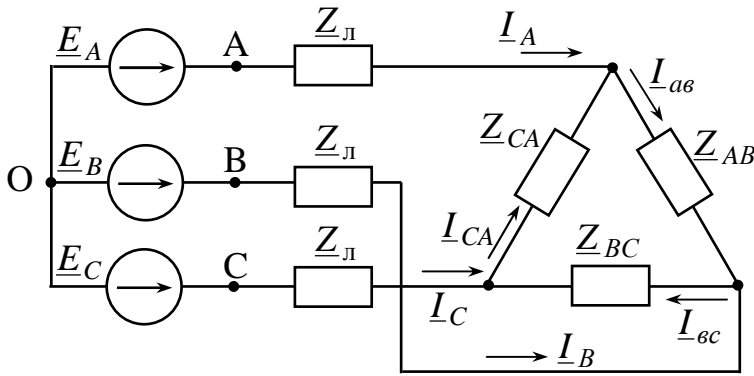 E_A A Z_л I_A
I_ав
Z_CA Z_AB
O E_B B Z_л
I_CA Z_BC
E_C C Z_л
I_C I_вс
I_B